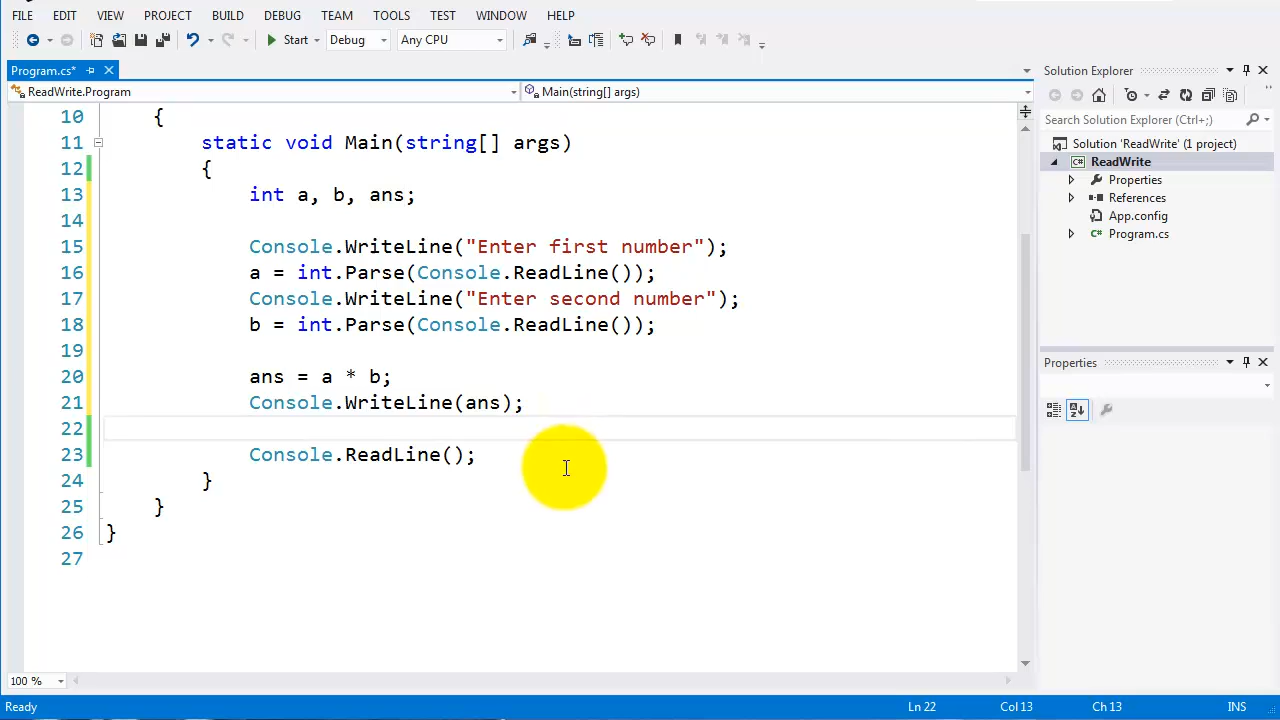 FILE EDIT VIEW PROJECT BUILD DEBUG TEAM TOOLS TEST WINDOW HELP
Start Debug Any CPU
Program.cs*
Solution Explorer
ReadWrite.Program Main(string[] args)
Search Solution Explorer (Ctrl+;)
Solution 'ReadWrite' (1 project)
ReadWrite
Properties
References
App.config
Program.cs
10 {
11 static void Main(string[] args)
12 {
13 int a, b, ans;
14
15 Console.WriteLine("Enter first number");
16 a = int.Parse(Console.ReadLine());
17 Console.WriteLine("Enter second number");
18 b = int.Parse(Console.ReadLine());
19
20 ans = a * b;
21 Console.WriteLine(ans);
22
23 Console.ReadLine();
24 }
25 }
26 }
27
Properties
100 %
Ready Ln 22 Col 13 Ch 13 INS